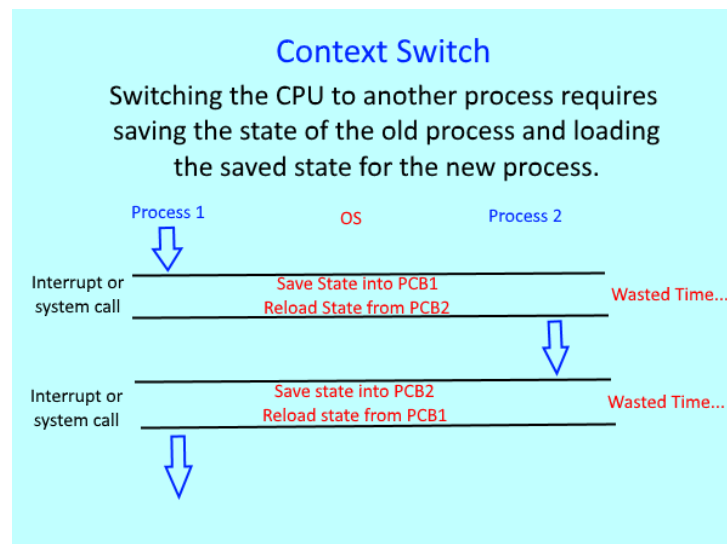 Context Switch
Switching the CPU to another process requires
saving the state of the old process and loading
the saved state for the new process.
Process 1
OS
Process 2
Interrupt or
system call
Save State into PCB1
Reload State from PCB2
Wasted Time...
Interrupt or
system call
Save state into PCB2
Reload state from PCB1
Wasted Time...